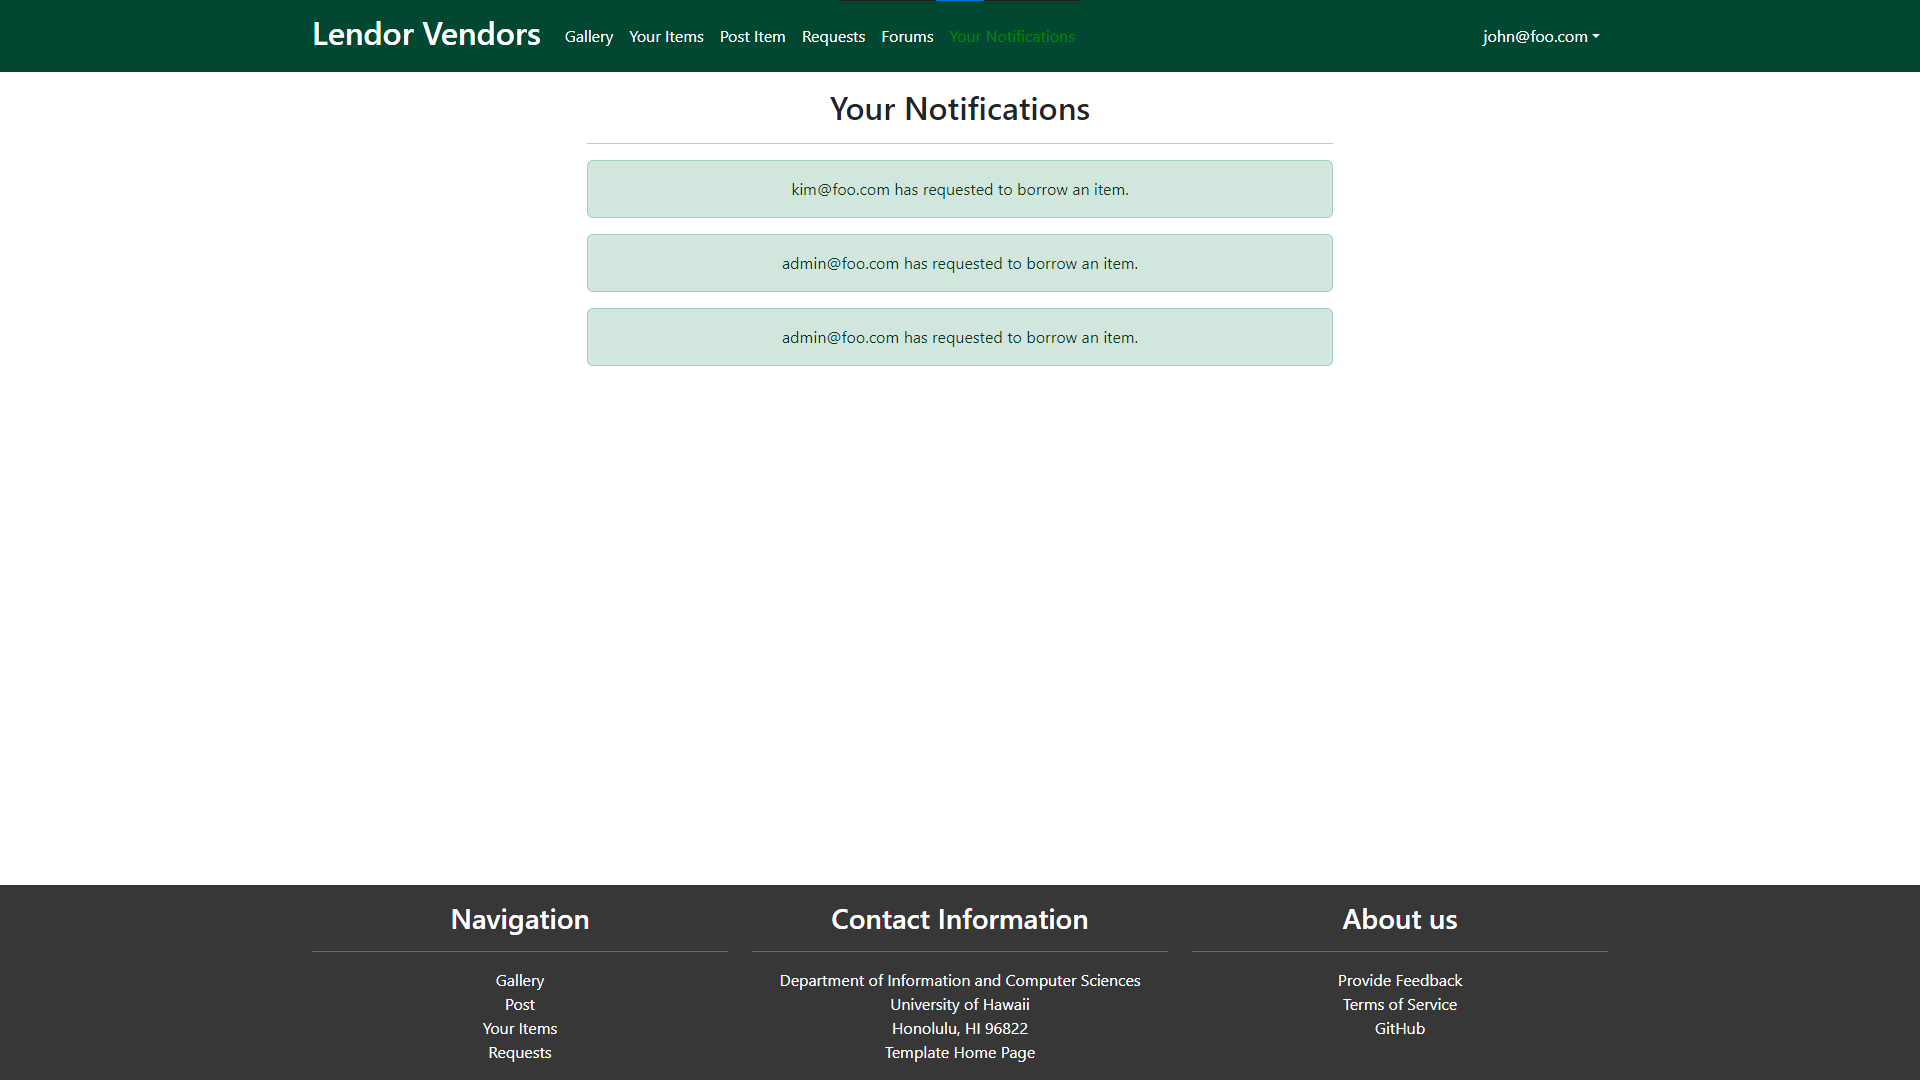 Lendor Vendors Gallery Your Items Post Item Requests Forums Your Notifications john@foo.com
Your Notifications
kim@foo.com has requested to borrow an item.
admin@foo.com has requested to borrow an item.
admin@foo.com has requested to borrow an item.
Navigation
Gallery
Post
Your Items
Requests
Contact Information
Department of Information and Computer Sciences
University of Hawaii
Honolulu, HI 96822
Template Home Page
About us
Provide Feedback
Terms of Service
GitHub